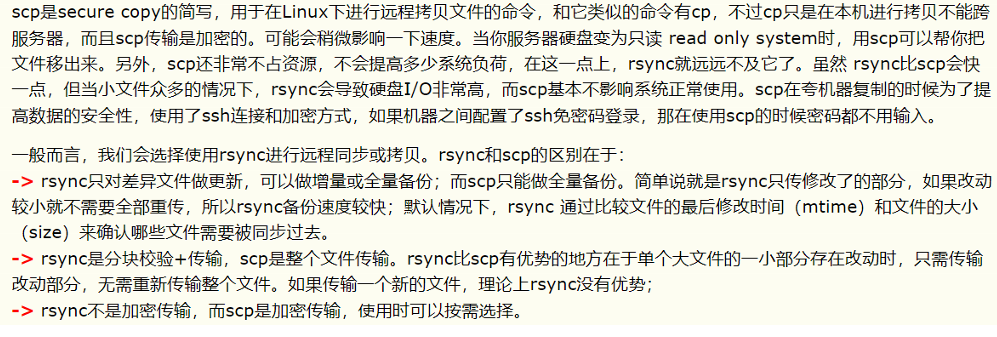 scp是secure copy的简写，用于在Linux下进行远程拷贝文件的命令，和它类似的命令有cp，不过cp只是在本机进行拷贝不能跨
服务器，而且scp传输是加密的。可能会稍微影响一下速度。当你服务器硬盘变为只读 read only system时，用scp可以帮你把
文件移出来。另外，scp还非常不占资源，不会提高多少系统负荷，在这一点上，rsync就远远不及它了。虽然 rsync比scp会快
一点，但当小文件众多的情况下，rsync会导致硬盘I/O非常高，而scp基本不影响系统正常使用。scp在夸机器复制的时候为了提
高数据的安全性，使用了ssh连接和加密方式，如果机器之间配置了ssh免密码登录，那在使用scp的时候密码都不用输入。
一般而言，我们会选择使用rsync进行远程同步或拷贝。rsync和scp的区别在于：
-> rsync只对差异文件做更新，可以做增量或全量备份；而scp只能做全量备份。简单说就是rsync只传修改了的部分，如果改动
较小就不需要全部重传，所以rsync备份速度较快；默认情况下，rsync 通过比较文件的最后修改时间（mtime）和文件的大小
（size）来确认哪些文件需要被同步过去。
-> rsync是分块校验+传输，scp是整个文件传输。rsync比scp有优势的地方在于单个大文件的一小部分存在改动时，只需传输
改动部分，无需重新传输整个文件。如果传输一个新的文件，理论上rsync没有优势；
-> rsync不是加密传输，而scp是加密传输，使用时可以按需选择。